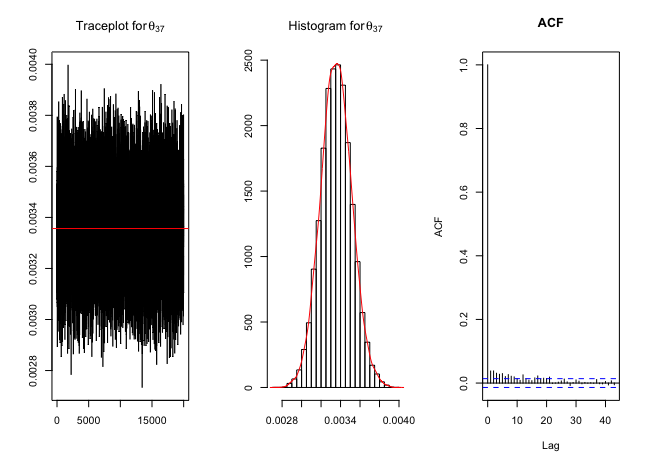 Traceplot for θ37
0.0028 0.0030 0.0032 0.0034 0.0036 0.0038 0.0040
0 5000 15000
Histogram for θ37
0 500 1000 1500 2000 2500
0.0028 0.0034 0.0040
ACF
ACF
0.0 0.2 0.4 0.6 0.8 1.0
0 10 20 30 40
Lag